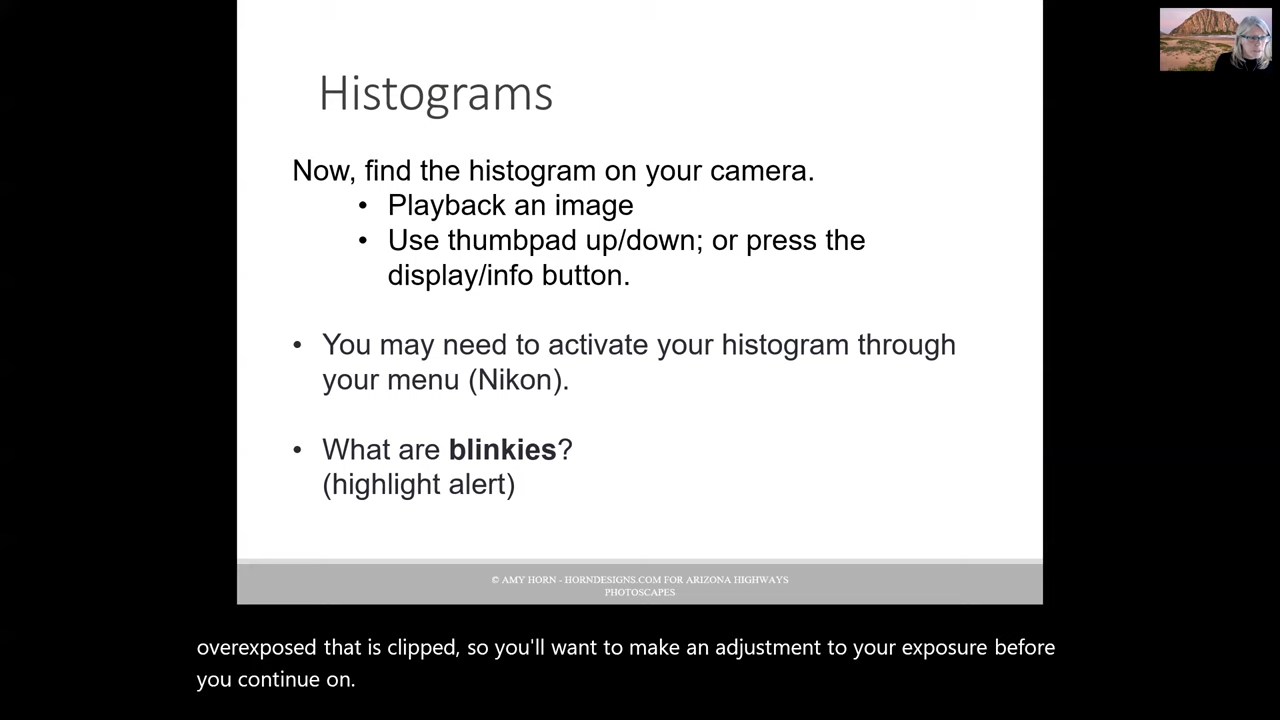 Histograms
Now, find the histogram on your camera.
• Playback an image
• Use thumbpad up/down; or press the
display/info button.
• You may need to activate your histogram through
your menu (Nikon).
• What are blinkies?
(highlight alert)
© AMY HORN - HORNDESIGNS.COM FOR ARIZONA HIGHWAYS
PHOTOSCAPES
overexposed that is clipped, so you'll want to make an adjustment to your exposure before
you continue on.